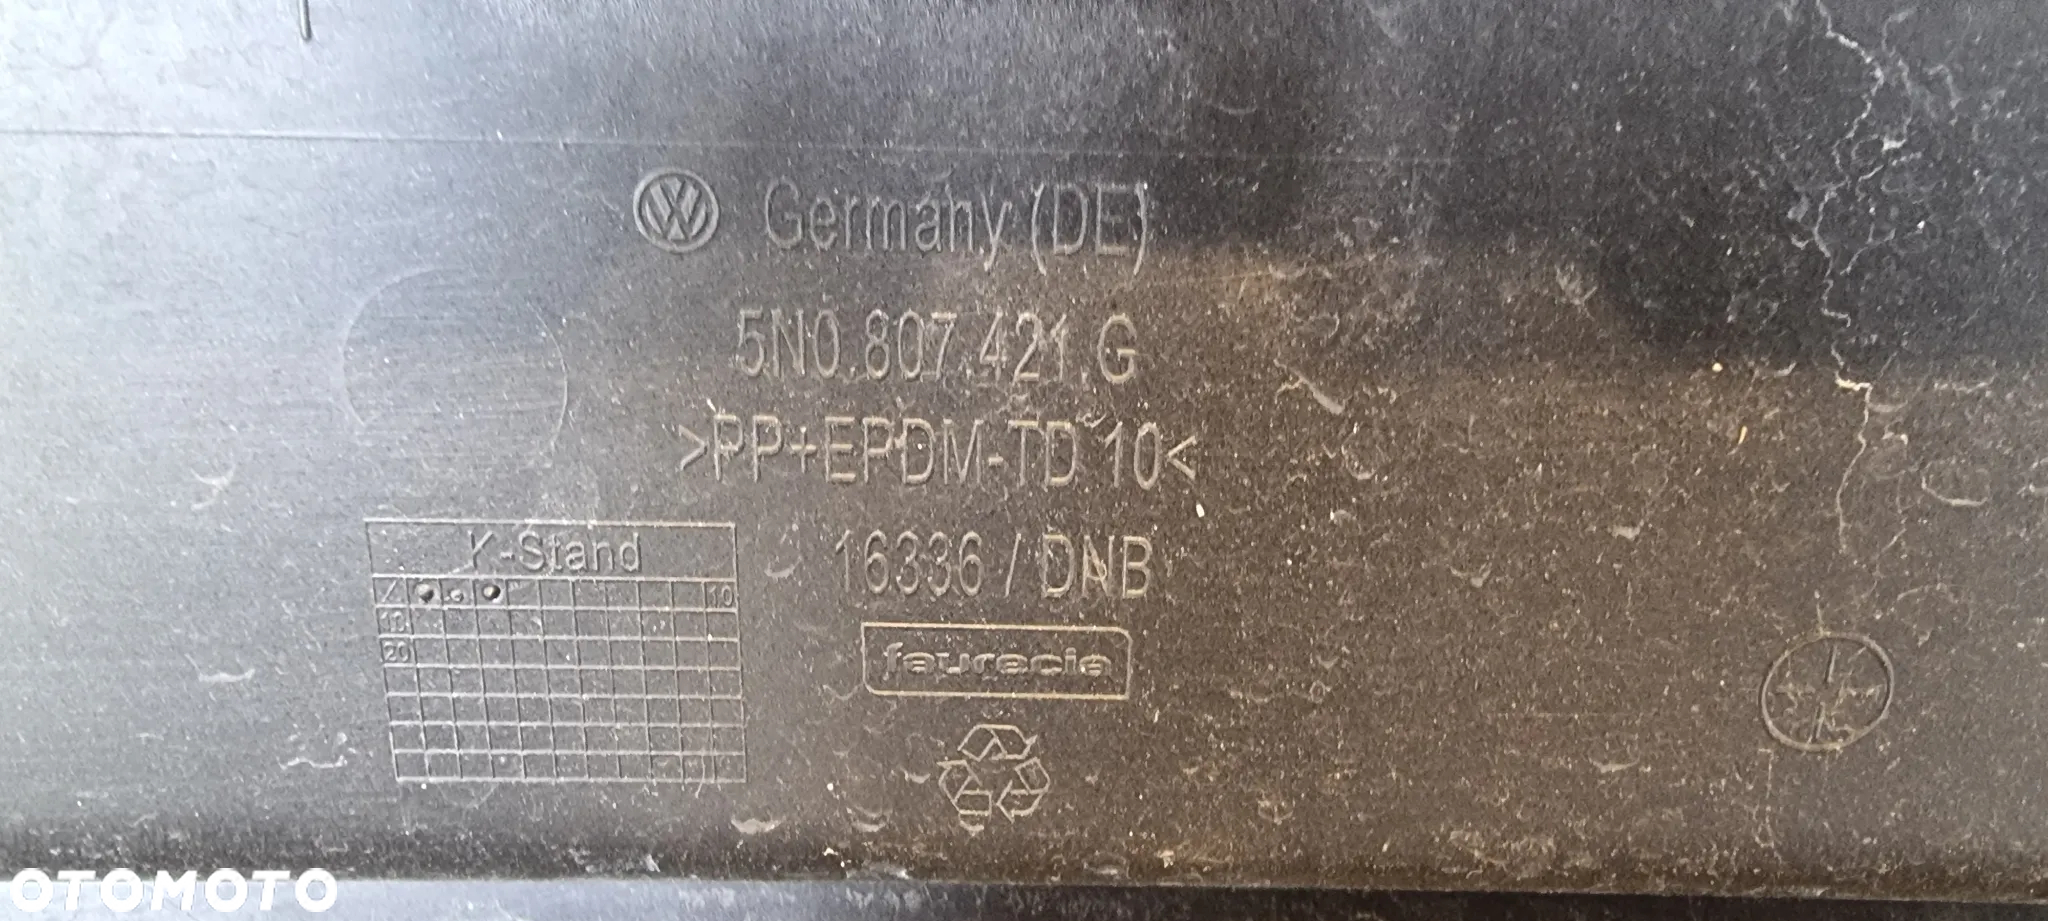 Germany (DE)
5N0.807.421.G
>PP+EPDM-TD 10<
16336 / DNB
K-Stand
10
10
20
faurecia
OTOMOTO